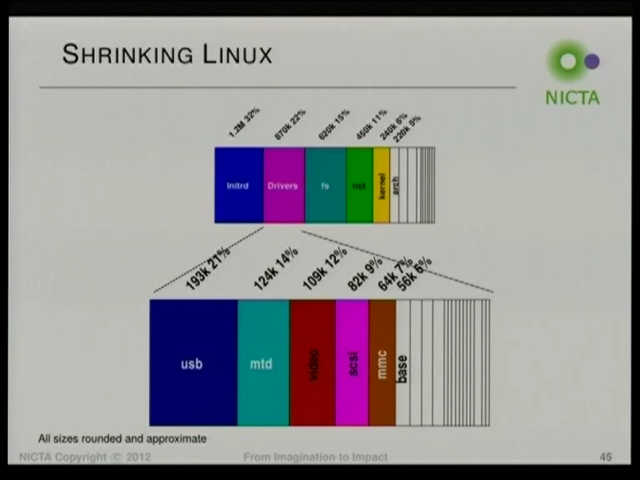 SHRINKING LINUX
NICTA
1.2M 32%
870k 22%
620k 15%
450k 11%
240k 6%
220k 5%
Initrd
Drivers
fs
net
kernel
arch
193k 21%
124k 14%
109k 12%
82k 9%
64k 7%
56k 6%
usb
mtd
video
scsi
mmc
base
All sizes rounded and approximate
NICTA Copyright © 2012
From Imagination to Impact
45